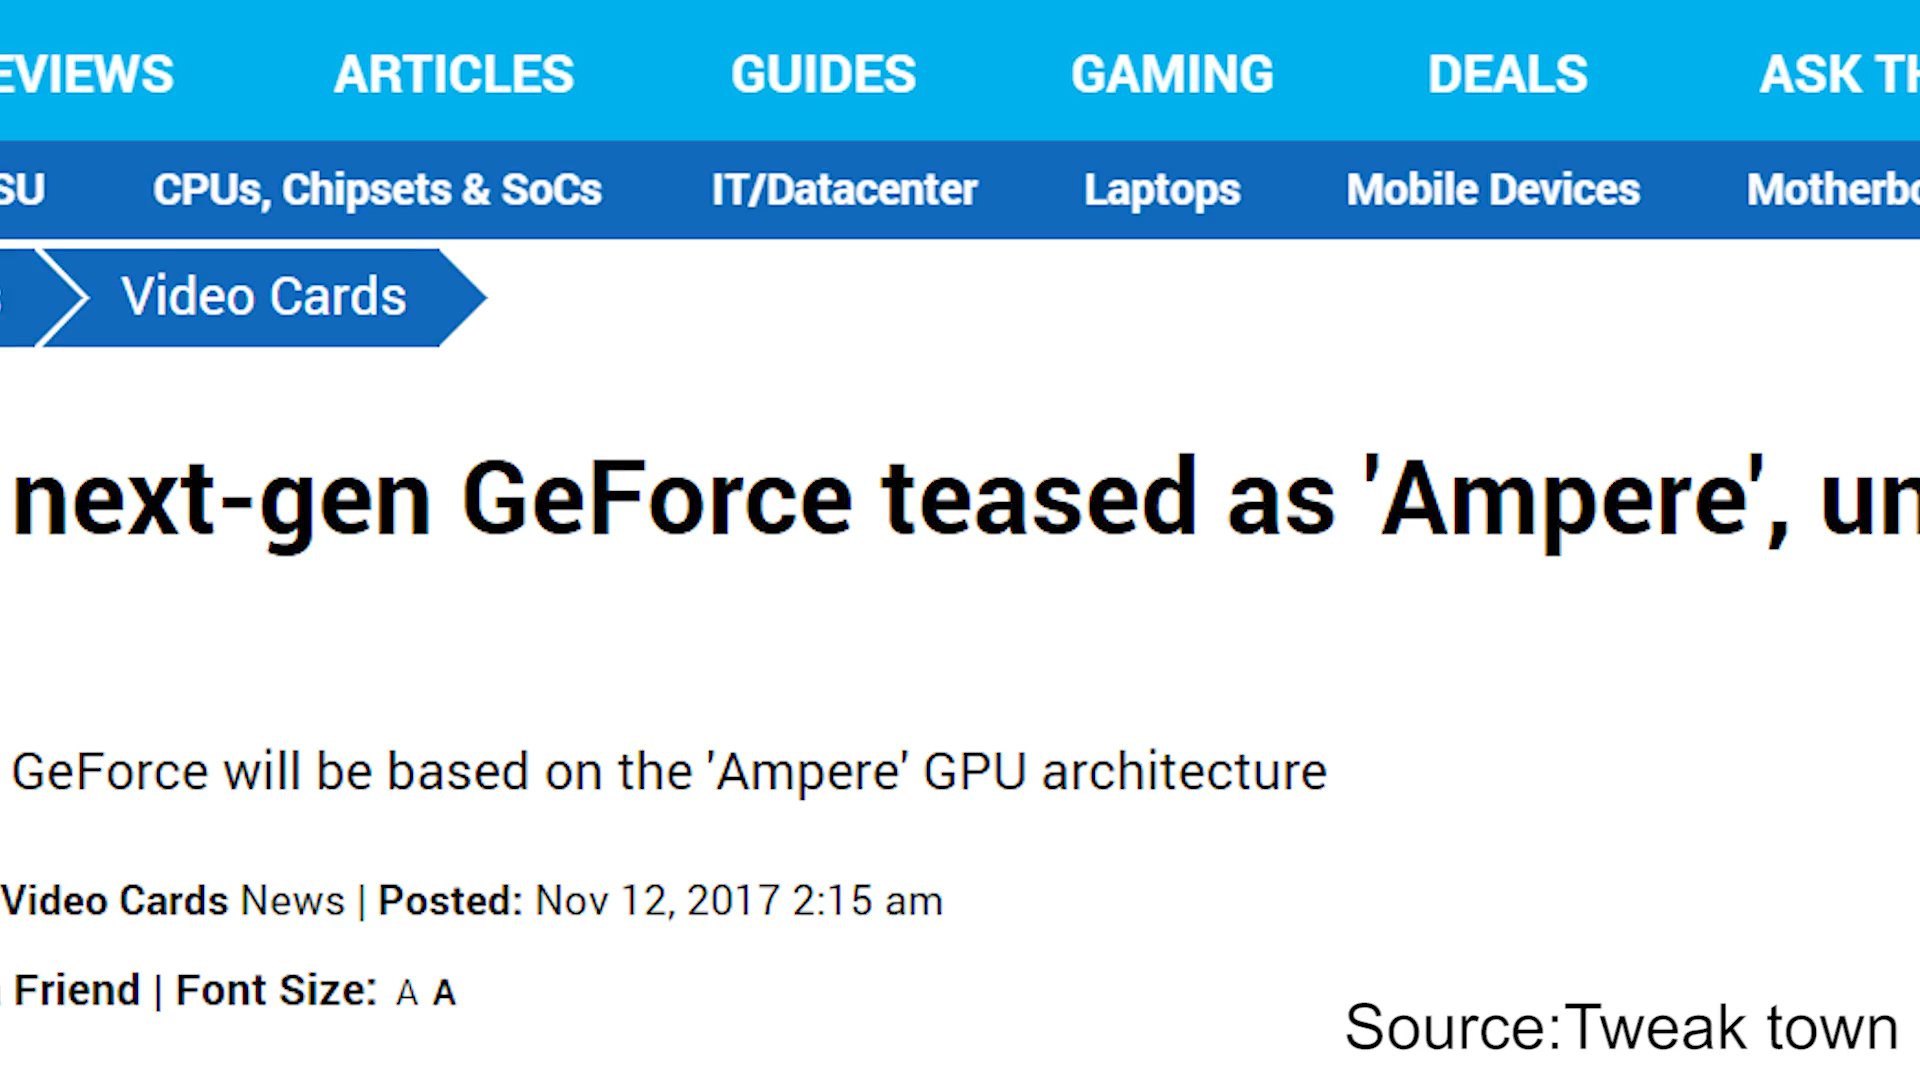 EVIEWS ARTICLES GUIDES GAMING DEALS ASK TH
SU CPUs, Chipsets & SoCs IT/Datacenter Laptops Mobile Devices Motherbo
Video Cards
next-gen GeForce teased as 'Ampere', un
GeForce will be based on the 'Ampere' GPU architecture
Video Cards News | Posted: Nov 12, 2017 2:15 am
Friend | Font Size: A A
Source:Tweak town